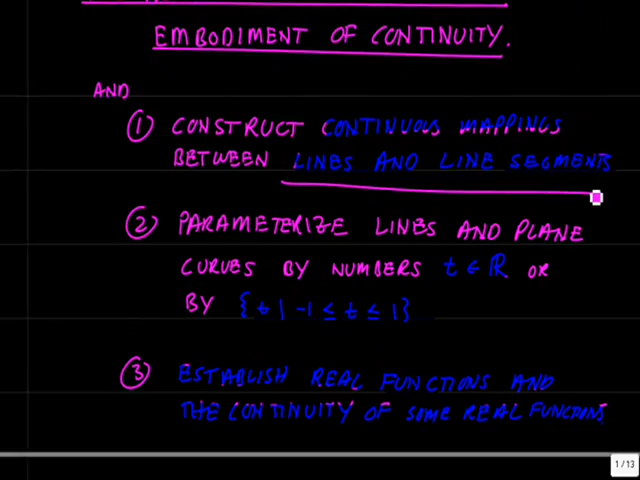 EMBODIMENT OF CONTINUITY.
AND
① CONSTRUCT CONTINUOUS MAPPINGS
BETWEEN LINES AND LINE SEGMENTS
② PARAMETERIZE LINES AND PLANE
CURVES BY NUMBERS t ∈ ℝ OR
BY {t | -1 ≤ t ≤ 1}
③ ESTABLISH REAL FUNCTIONS AND
THE CONTINUITY OF SOME REAL FUNCTIONS
1/13